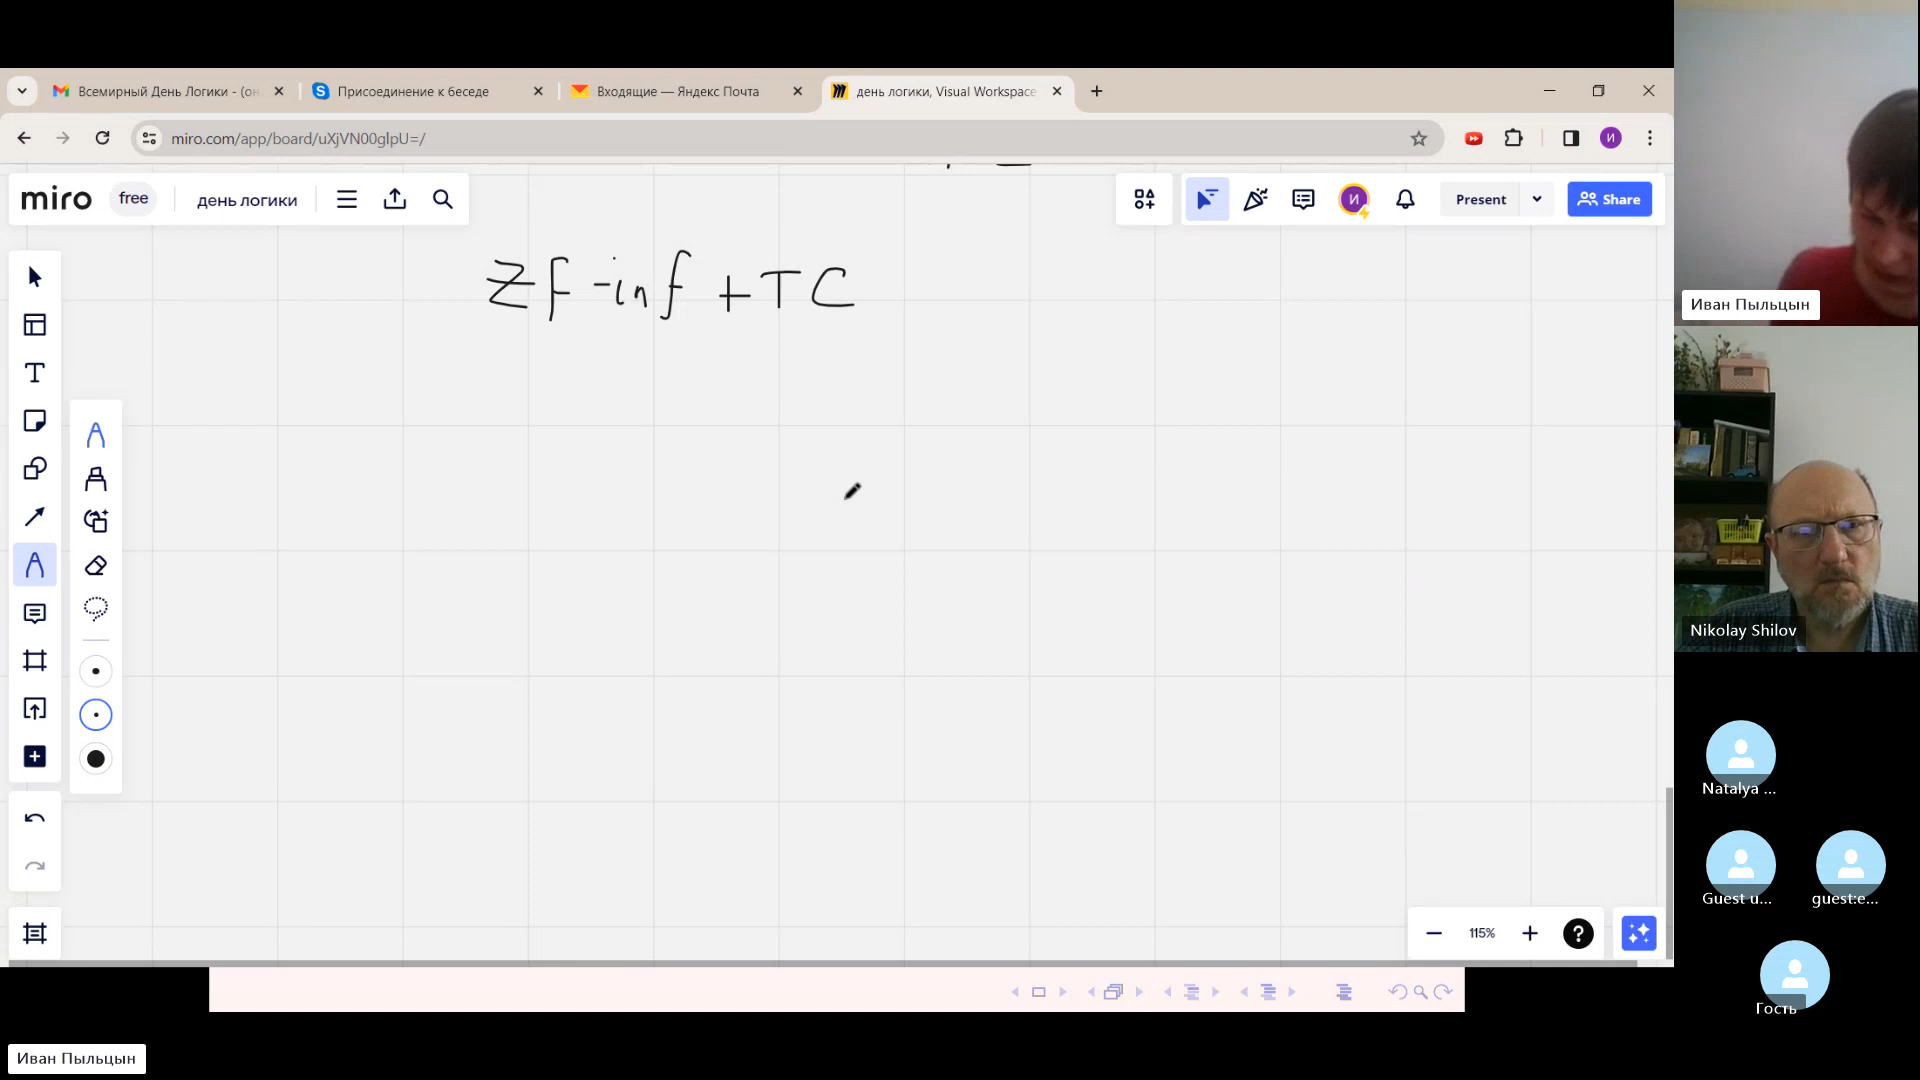 Всемирный День Логики - (он
Присоединение к беседе
Входящие — Яндекс Почта
день логики, Visual Workspace
miro.com/app/board/uXjVN00glpU=/
И
miro
free
день логики
И
Present
Share
ZF -inf + TC
115%
?
Иван Пыльцын
Nikolay Shilov
Natalya ...
Guest u...
guest:e...
Гость
Иван Пыльцын